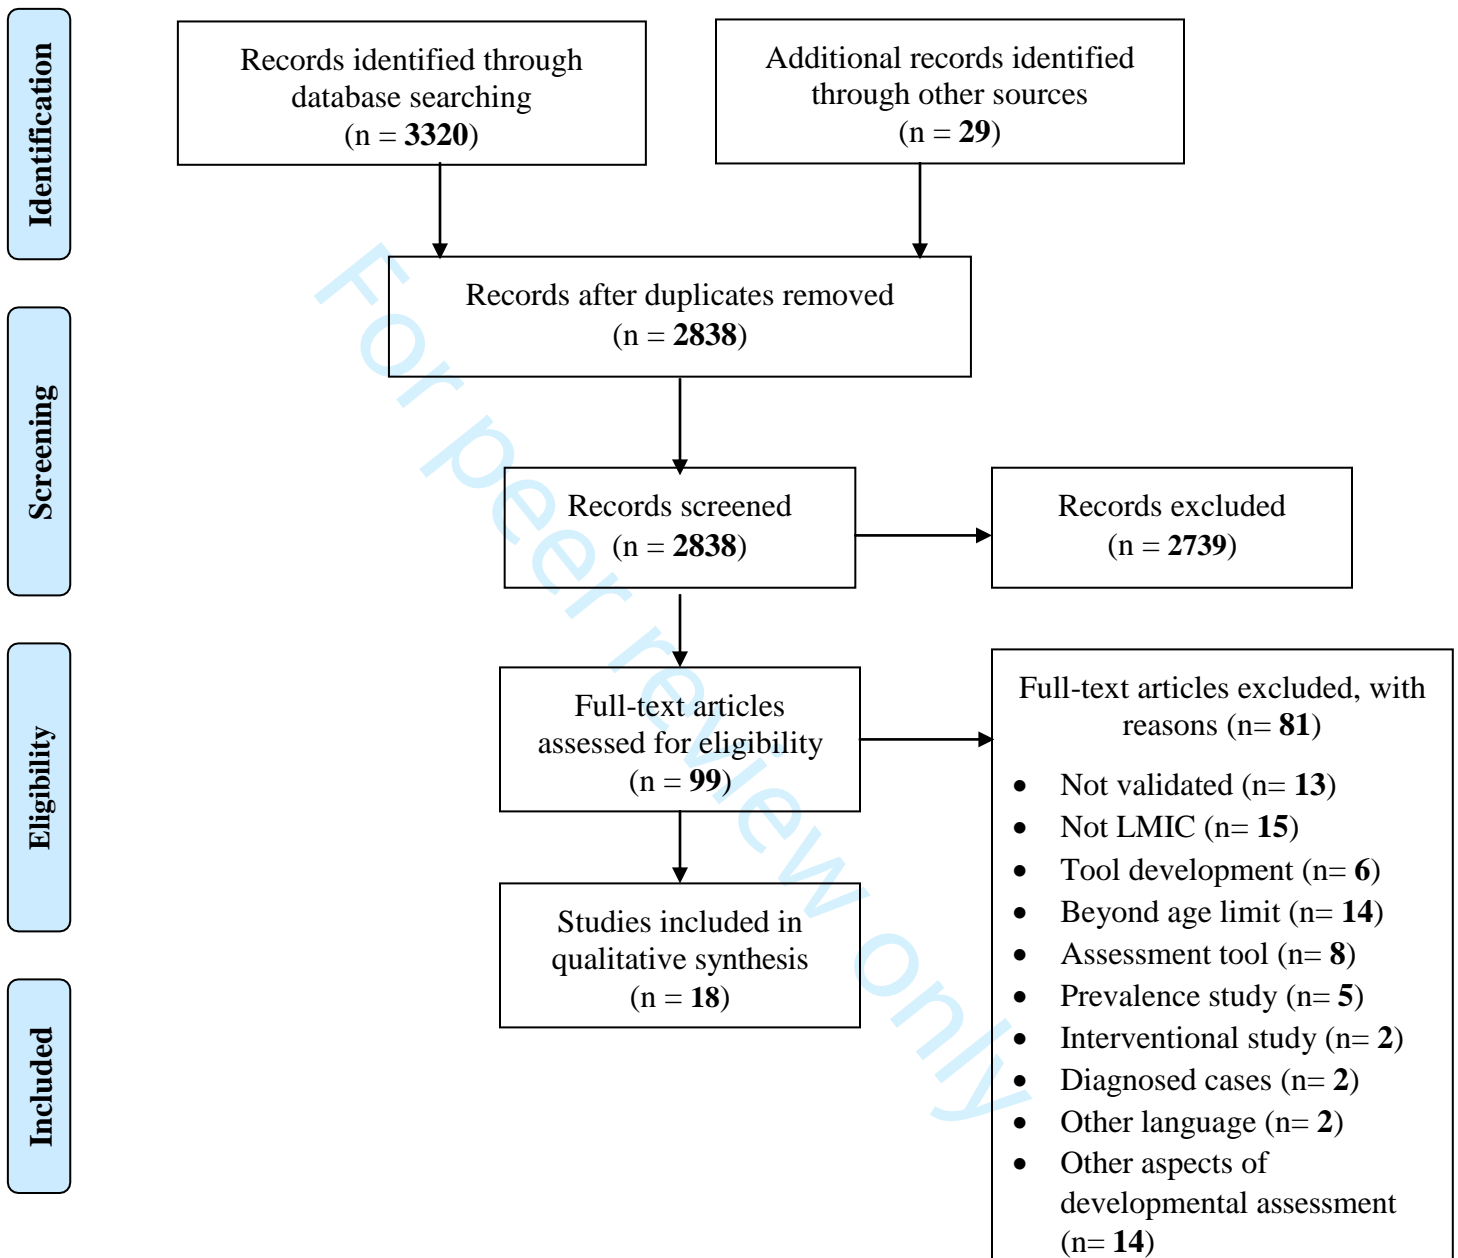 Identification
Records identified through
database searching
(n = 3320)
Additional records identified
through other sources
(n = 29)
Records after duplicates removed
(n = 2838)
Screening
Records screened
(n = 2838)
Records excluded
(n = 2739)
Eligibility
Full-text articles
assessed for eligibility
(n = 99)
Full-text articles excluded, with
reasons (n= 81)
• Not validated (n= 13)
• Not LMIC (n= 15)
• Tool development (n= 6)
• Beyond age limit (n= 14)
• Assessment tool (n= 8)
• Prevalence study (n= 5)
• Interventional study (n= 2)
• Diagnosed cases (n= 2)
• Other language (n= 2)
• Other aspects of
developmental assessment
(n= 14)
Included
Studies included in
qualitative synthesis
(n = 18)
For peer review only